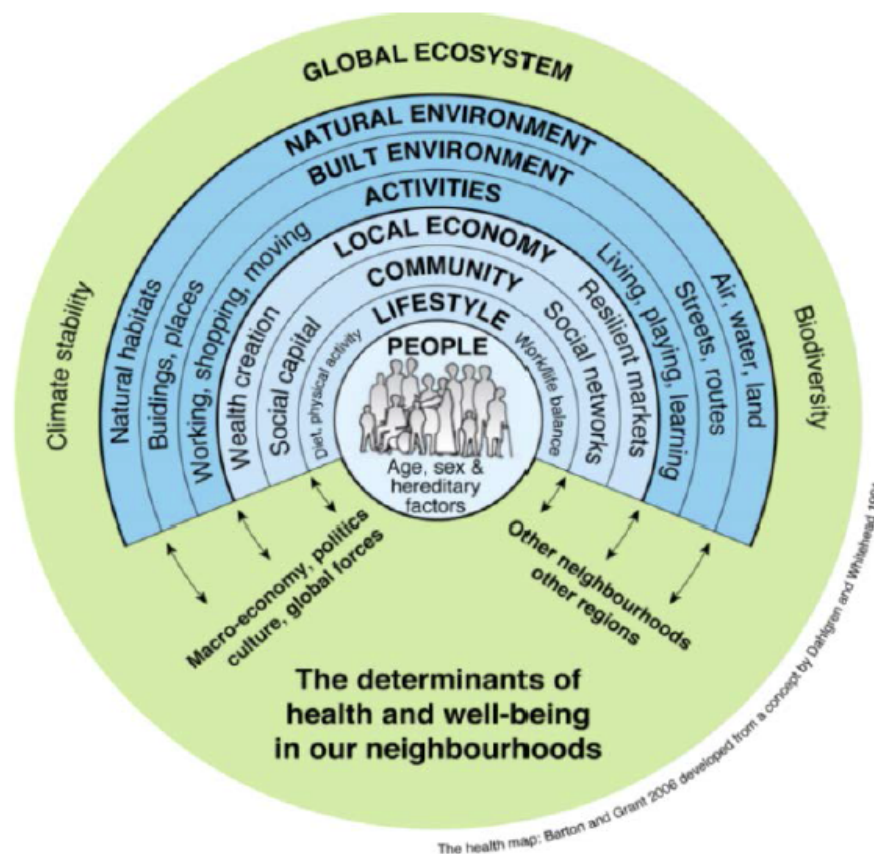 GLOBAL ECOSYSTEM
NATURAL ENVIRONMENT
BUILT ENVIRONMENT
ACTIVITIES
LOCAL ECONOMY
COMMUNITY
LIFESTYLE
PEOPLE
Age, sex &
hereditary
factors
Climate stability
Natural habitats
Buidings, places
Working, shopping, moving
Wealth creation
Social capital
Diet, physical activity
Work/life balance
Social networks
Resilient markets
Living, playing, learning
Streets, routes
Air, water, land
Biodiversity
Macro-economy, politics
culture, global forces
Other neighbourhoods
other regions
The determinants of
health and well-being
in our neighbourhoods
The health map: Barton and Grant 2006 developed from a concept by Dahlgren and Whitehead